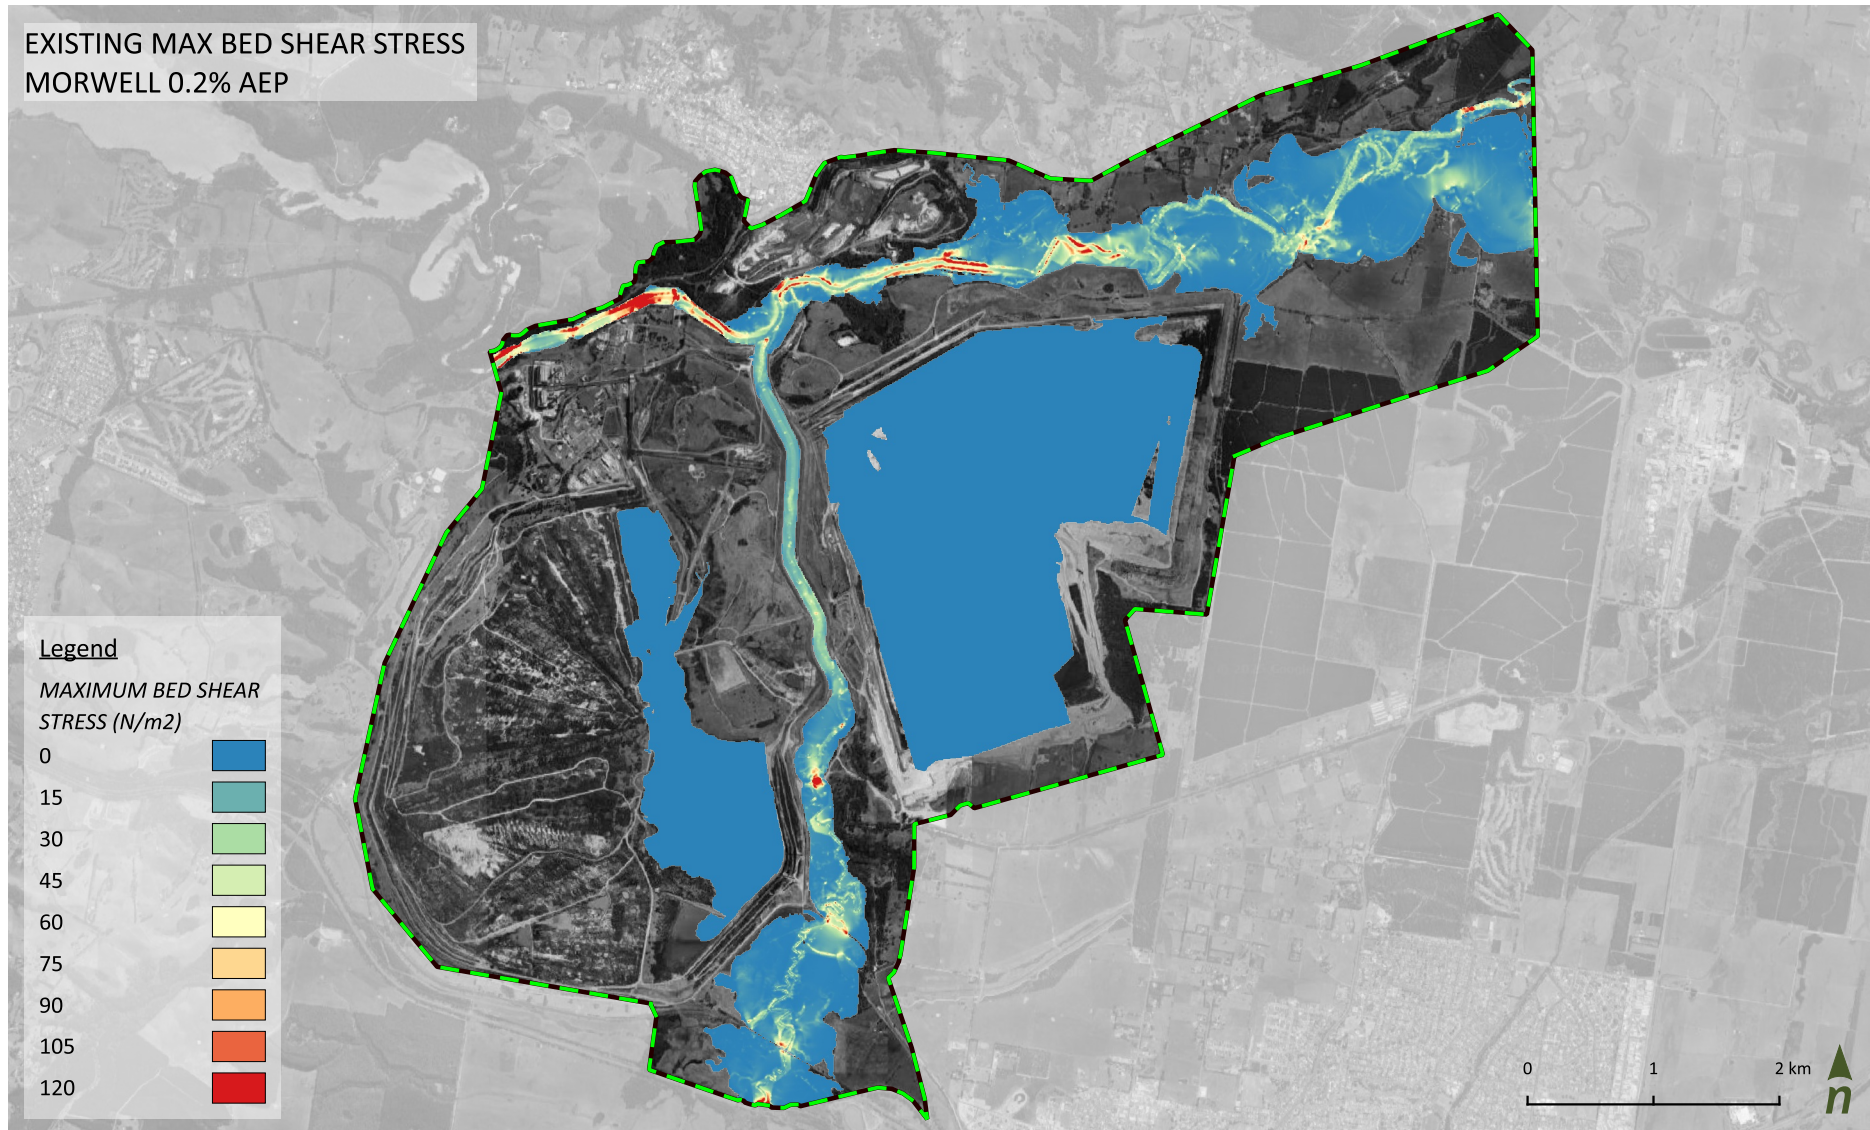 EXISTING MAX BED SHEAR STRESS
MORWELL 0.2% AEP
Legend
MAXIMUM BED SHEAR
STRESS (N/m2)
0
15
30
45
60
75
90
105
120
0 1 2 km
n